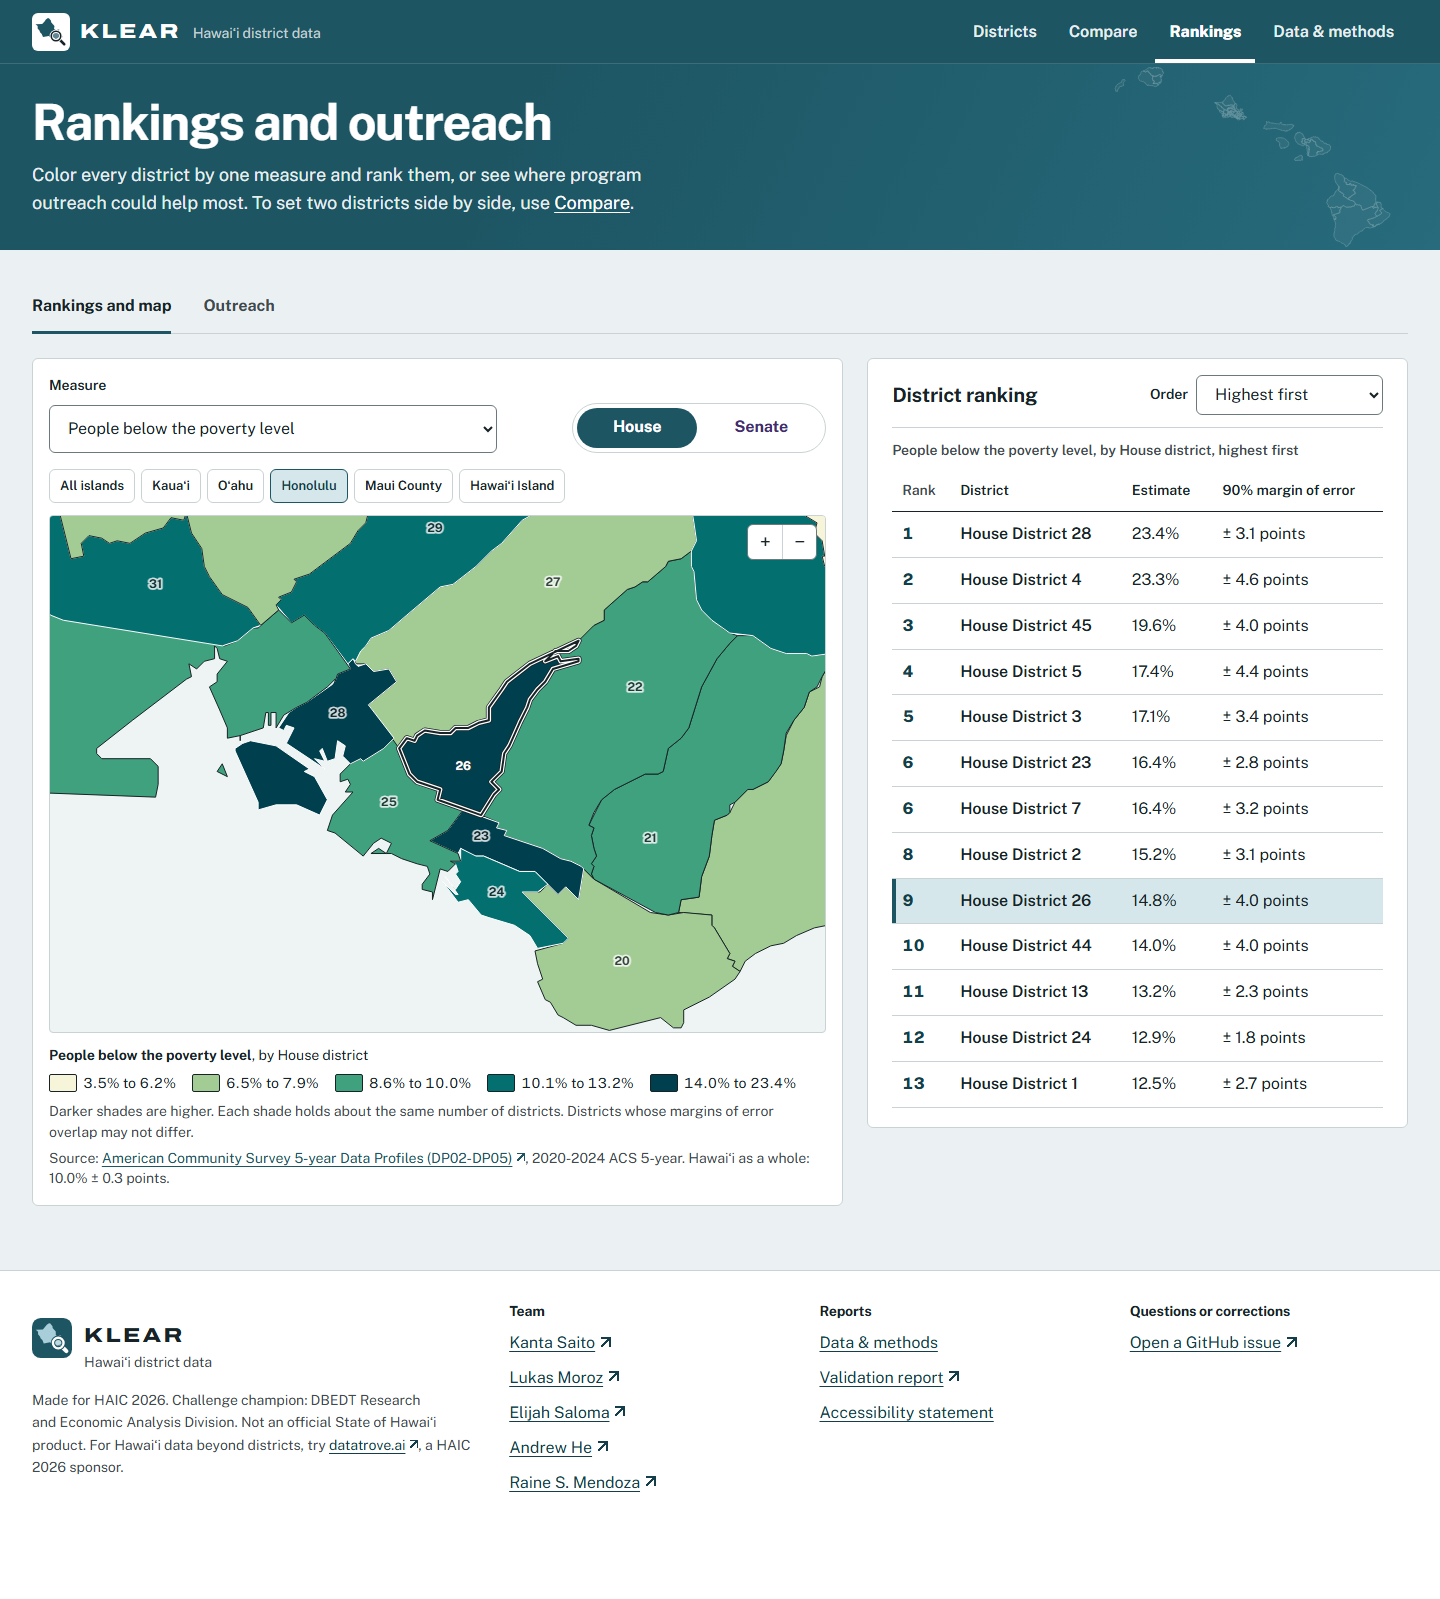 KLEAR
Hawaiʻi district data
Districts
Compare
Rankings
Data & methods
Rankings and outreach
Color every district by one measure and rank them, or see where program
outreach could help most. To set two districts side by side, use Compare.
Rankings and map
Outreach
Measure
People below the poverty level
House
Senate
All islands
Kauaʻi
Oʻahu
Honolulu
Maui County
Hawaiʻi Island
+
−
29
31
27
22
28
26
25
23
21
24
20
People below the poverty level, by House district
3.5% to 6.2%
6.5% to 7.9%
8.6% to 10.0%
10.1% to 13.2%
14.0% to 23.4%
Darker shades are higher. Each shade holds about the same number of districts. Districts whose margins of error
overlap may not differ.
Source: American Community Survey 5-year Data Profiles (DP02-DP05), 2020-2024 ACS 5-year. Hawaiʻi as a whole:
10.0% ± 0.3 points.
District ranking
Order
Highest first
People below the poverty level, by House district, highest first
Rank District Estimate 90% margin of error
1 House District 28 23.4% ± 3.1 points
2 House District 4 23.3% ± 4.6 points
3 House District 45 19.6% ± 4.0 points
4 House District 5 17.4% ± 4.4 points
5 House District 3 17.1% ± 3.4 points
6 House District 23 16.4% ± 2.8 points
6 House District 7 16.4% ± 3.2 points
8 House District 2 15.2% ± 3.1 points
9 House District 26 14.8% ± 4.0 points
10 House District 44 14.0% ± 4.0 points
11 House District 13 13.2% ± 2.3 points
12 House District 24 12.9% ± 1.8 points
13 House District 1 12.5% ± 2.7 points
KLEAR
Hawaiʻi district data
Made for HAIC 2026. Challenge champion: DBEDT Research
and Economic Analysis Division. Not an official State of Hawaiʻi
product. For Hawaiʻi data beyond districts, try datatrove.ai, a HAIC
2026 sponsor.
Team
Kanta Saito
Lukas Moroz
Elijah Saloma
Andrew He
Raine S. Mendoza
Reports
Data & methods
Validation report
Accessibility statement
Questions or corrections
Open a GitHub issue